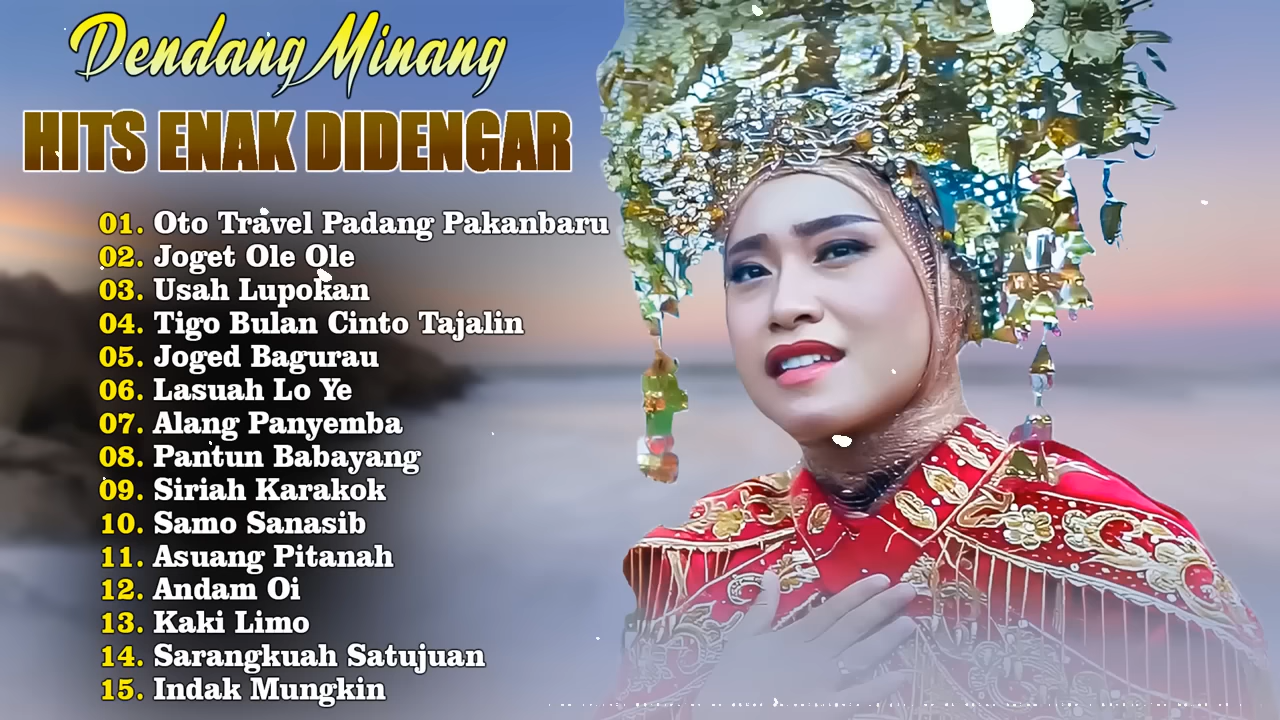 Dendang Minang
HITS ENAK DIDENGAR
01. Oto Travel Padang Pakanbaru
02. Joget Ole Ole
03. Usah Lupokan
04. Tigo Bulan Cinto Tajalin
05. Joged Bagurau
06. Lasuah Lo Ye
07. Alang Panyemba
08. Pantun Babayang
09. Siriah Karakok
10. Samo Sanasib
11. Asuang Pitanah
12. Andam Oi
13. Kaki Limo
14. Sarangkuah Satujuan
15. Indak Mungkin